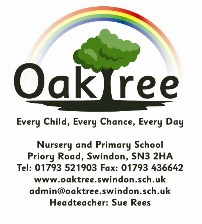 Oaktree
Every Child, Every Chance, Every Day
Nursery and Primary School
Priory Road, Swindon, SN3 2HA
Tel: 01793 521903 Fax: 01793 436642
www.oaktree.swindon.sch.uk
admin@oaktree.swindon.sch.uk
Headteacher: Sue Rees